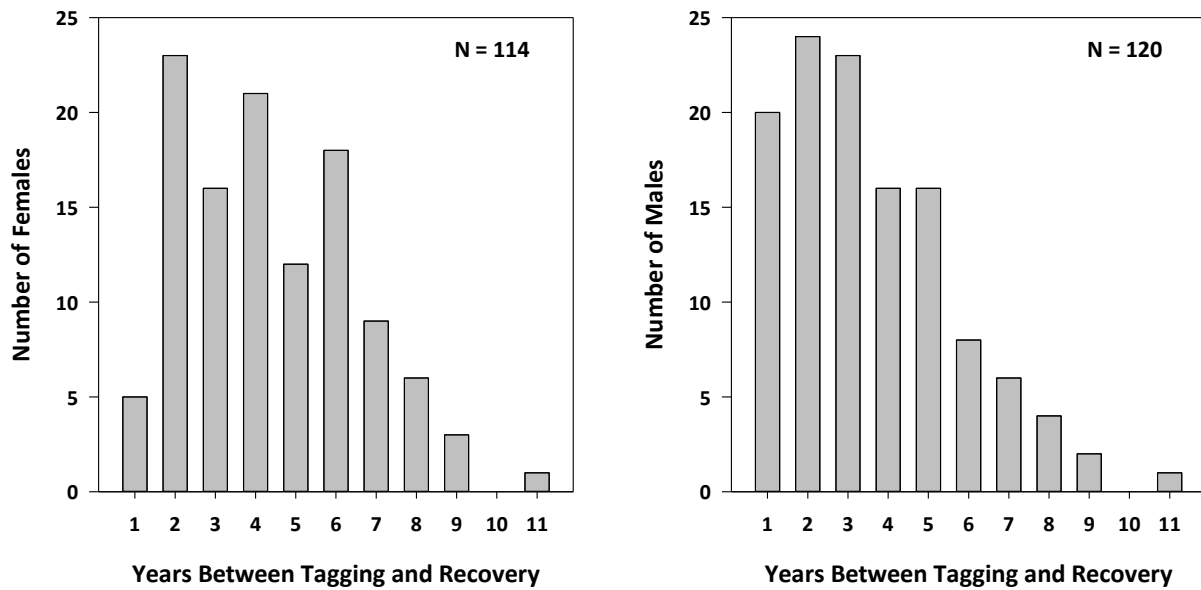 Number of Females
25
20
15
10
5
0
N = 114
1 2 3 4 5 6 7 8 9 10 11
Years Between Tagging and Recovery
Number of Males
25
20
15
10
5
0
N = 120
1 2 3 4 5 6 7 8 9 10 11
Years Between Tagging and Recovery